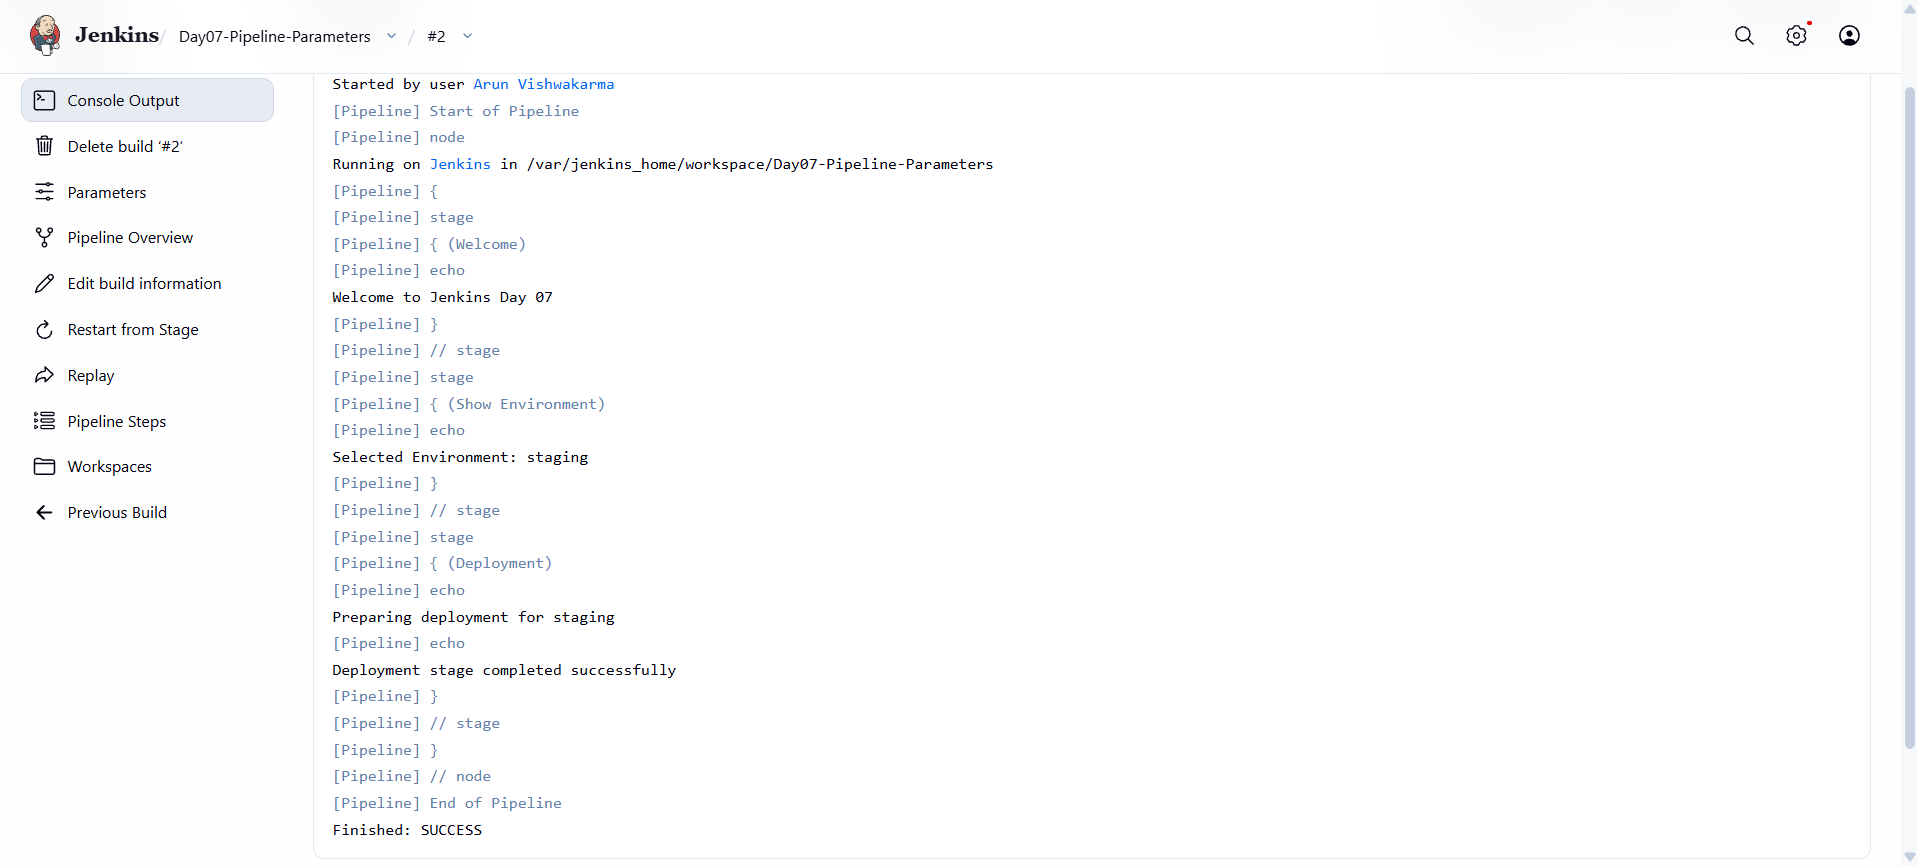 Jenkins / Day07-Pipeline-Parameters / #2
Console Output
Delete build ‘#2’
Parameters
Pipeline Overview
Edit build information
Restart from Stage
Replay
Pipeline Steps
Workspaces
Previous Build
Started by user Arun Vishwakarma
[Pipeline] Start of Pipeline
[Pipeline] node
Running on Jenkins in /var/jenkins_home/workspace/Day07-Pipeline-Parameters
[Pipeline] {
[Pipeline] stage
[Pipeline] { (Welcome)
[Pipeline] echo
Welcome to Jenkins Day 07
[Pipeline] }
[Pipeline] // stage
[Pipeline] stage
[Pipeline] { (Show Environment)
[Pipeline] echo
Selected Environment: staging
[Pipeline] }
[Pipeline] // stage
[Pipeline] stage
[Pipeline] { (Deployment)
[Pipeline] echo
Preparing deployment for staging
[Pipeline] echo
Deployment stage completed successfully
[Pipeline] }
[Pipeline] // stage
[Pipeline] }
[Pipeline] // node
[Pipeline] End of Pipeline
Finished: SUCCESS